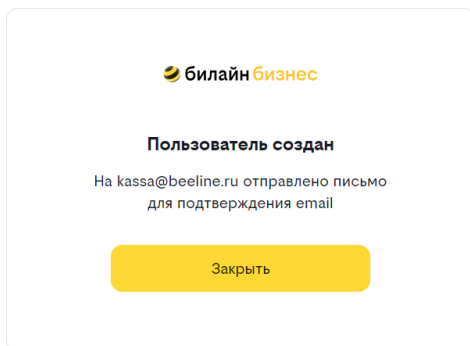 билайн бизнес
Пользователь создан
На kassa@beeline.ru отправлено письмо
для подтверждения email
Закрыть